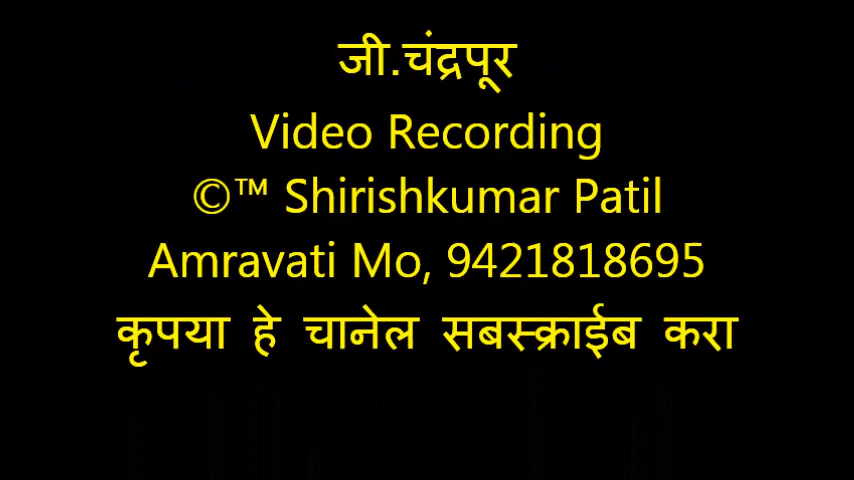 जी.चंद्रपूर
Video Recording
©™ Shirishkumar Patil
Amravati Mo, 9421818695
कृपया हे चानेल सबस्क्राईब करा